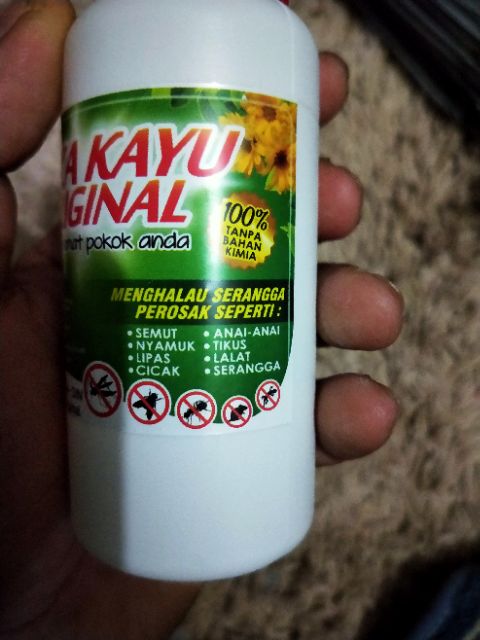 KAYU
100%
TANPA
BAHAN
KIMIA
pokok anda
MENGHALAU SERANGGA
PEROSAK SEPERTI :
• SEMUT
• NYAMUK
• LIPAS
• CICAK
• ANAI-ANAI
• TIKUS
• LALAT
• SERANGGA